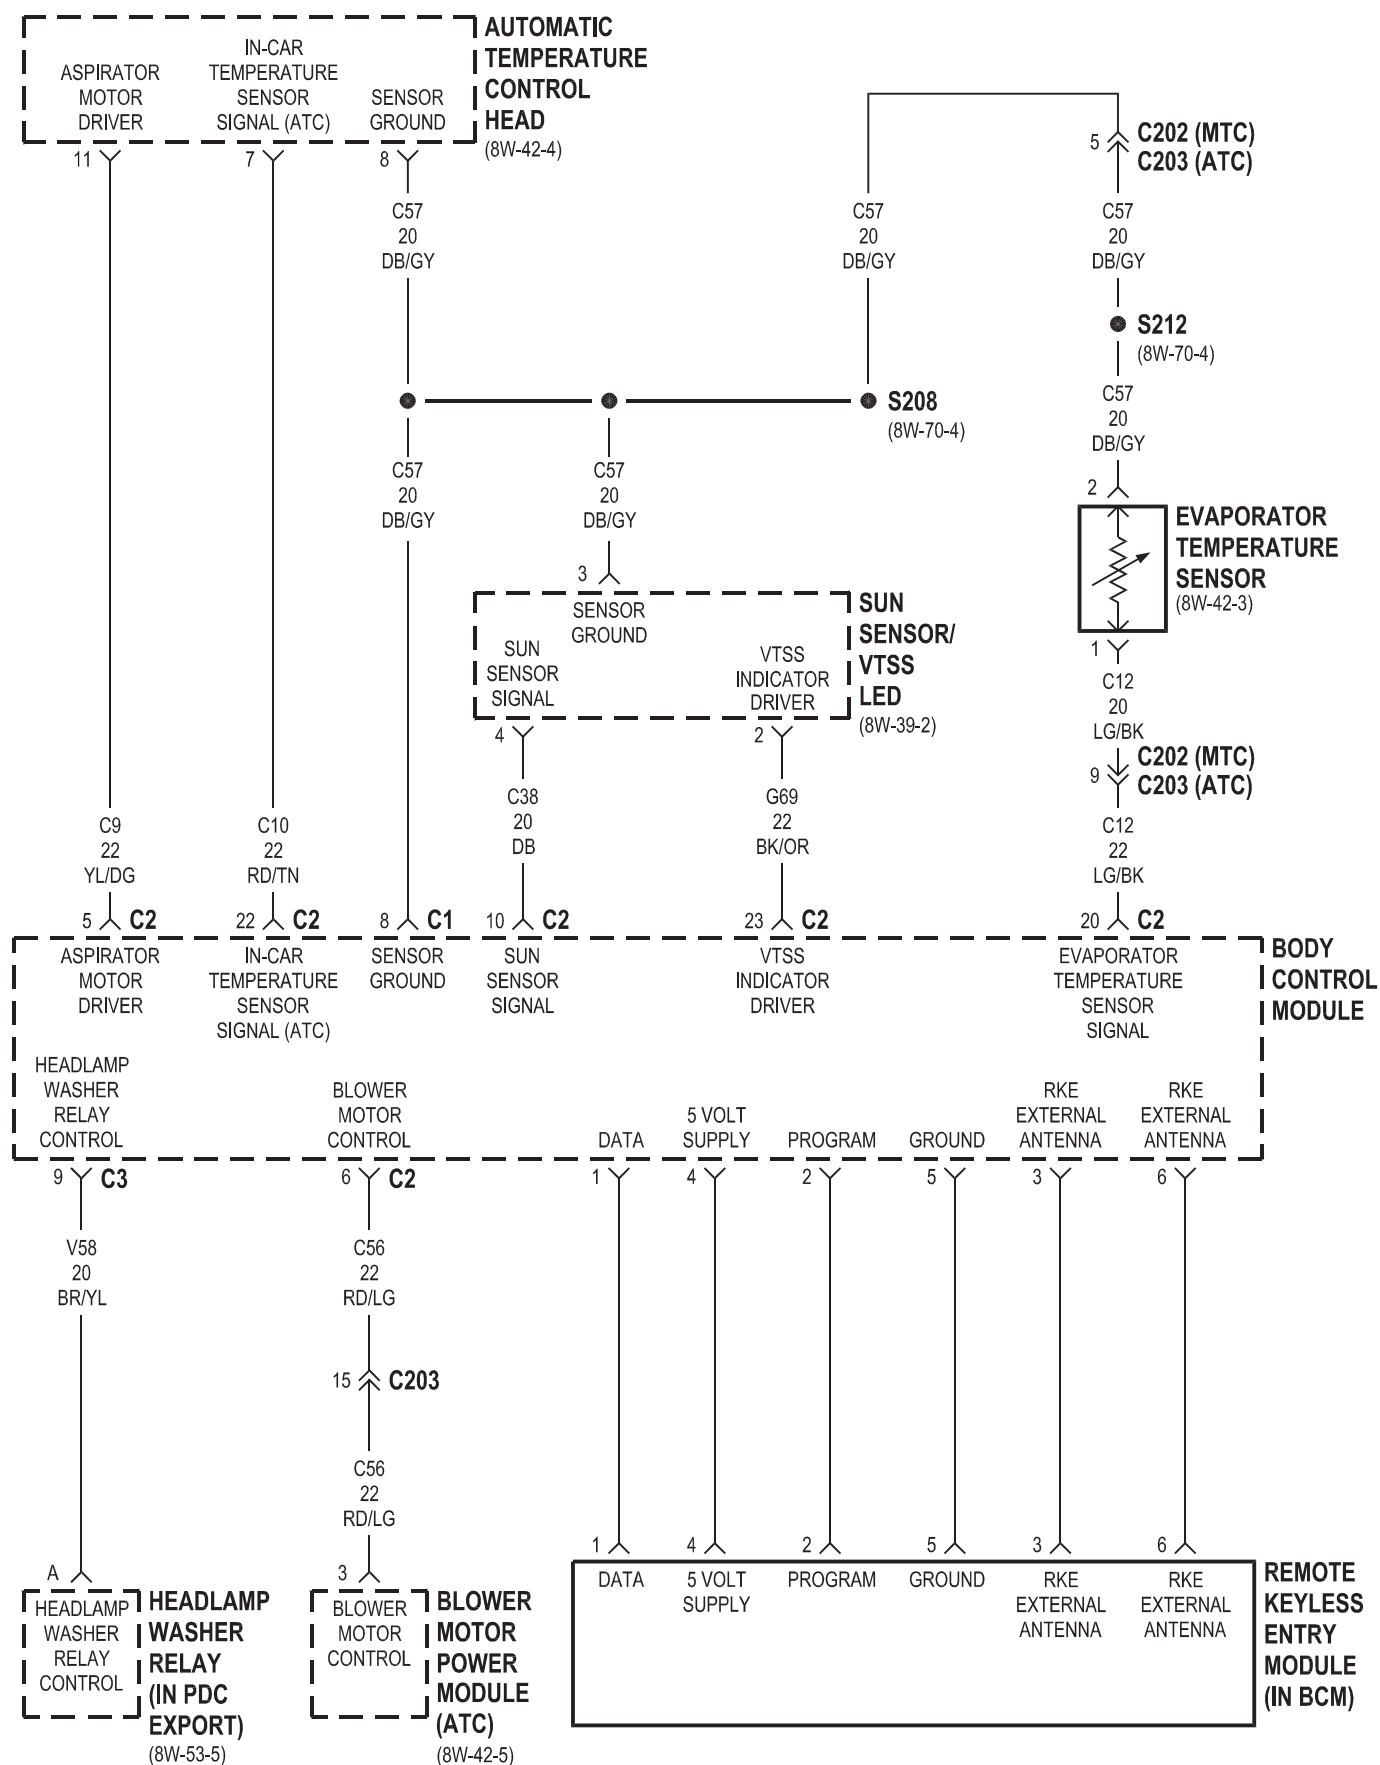 AUTOMATIC
TEMPERATURE
CONTROL
HEAD
(8W-42-4)
ASPIRATOR
MOTOR
DRIVER
IN-CAR
TEMPERATURE
SENSOR
SIGNAL (ATC)
SENSOR
GROUND
11
7
8
C57
20
DB/GY
C57
20
DB/GY
5
C202 (MTC)
C203 (ATC)
C57
20
DB/GY
S212
(8W-70-4)
C57
20
DB/GY
S208
(8W-70-4)
C57
20
DB/GY
C57
20
DB/GY
2
EVAPORATOR
TEMPERATURE
SENSOR
(8W-42-3)
1
C12
20
LG/BK
9
C202 (MTC)
C203 (ATC)
C12
22
LG/BK
3
SENSOR
GROUND
SUN
SENSOR
SIGNAL
VTSS
INDICATOR
DRIVER
SUN
SENSOR/
VTSS
LED
(8W-39-2)
4
2
C38
20
DB
G69
22
BK/OR
C9
22
YL/DG
C10
22
RD/TN
5 C2
22 C2
8 C1
10 C2
23 C2
20 C2
BODY
CONTROL
MODULE
ASPIRATOR
MOTOR
DRIVER
IN-CAR
TEMPERATURE
SENSOR
SIGNAL (ATC)
SENSOR
GROUND
SUN
SENSOR
SIGNAL
VTSS
INDICATOR
DRIVER
EVAPORATOR
TEMPERATURE
SENSOR
SIGNAL
HEADLAMP
WASHER
RELAY
CONTROL
BLOWER
MOTOR
CONTROL
DATA
5 VOLT
SUPPLY
PROGRAM
GROUND
RKE
EXTERNAL
ANTENNA
RKE
EXTERNAL
ANTENNA
9 C3
6 C2
1
4
2
5
3
6
V58
20
BR/YL
C56
22
RD/LG
15 C203
C56
22
RD/LG
A
3
1
4
2
5
3
6
HEADLAMP
WASHER
RELAY
CONTROL
HEADLAMP
WASHER
RELAY
(IN PDC
EXPORT)
(8W-53-5)
BLOWER
MOTOR
CONTROL
BLOWER
MOTOR
POWER
MODULE
(ATC)
(8W-42-5)
DATA
5 VOLT
SUPPLY
PROGRAM
GROUND
RKE
EXTERNAL
ANTENNA
RKE
EXTERNAL
ANTENNA
REMOTE
KEYLESS
ENTRY
MODULE
(IN BCM)